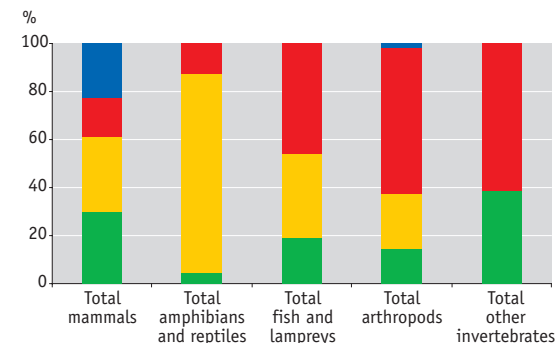 %
100
80
60
40
20
0
Total
mammals
Total
amphibians
and reptiles
Total
fish and
lampreys
Total
arthropods
Total
other
invertebrates